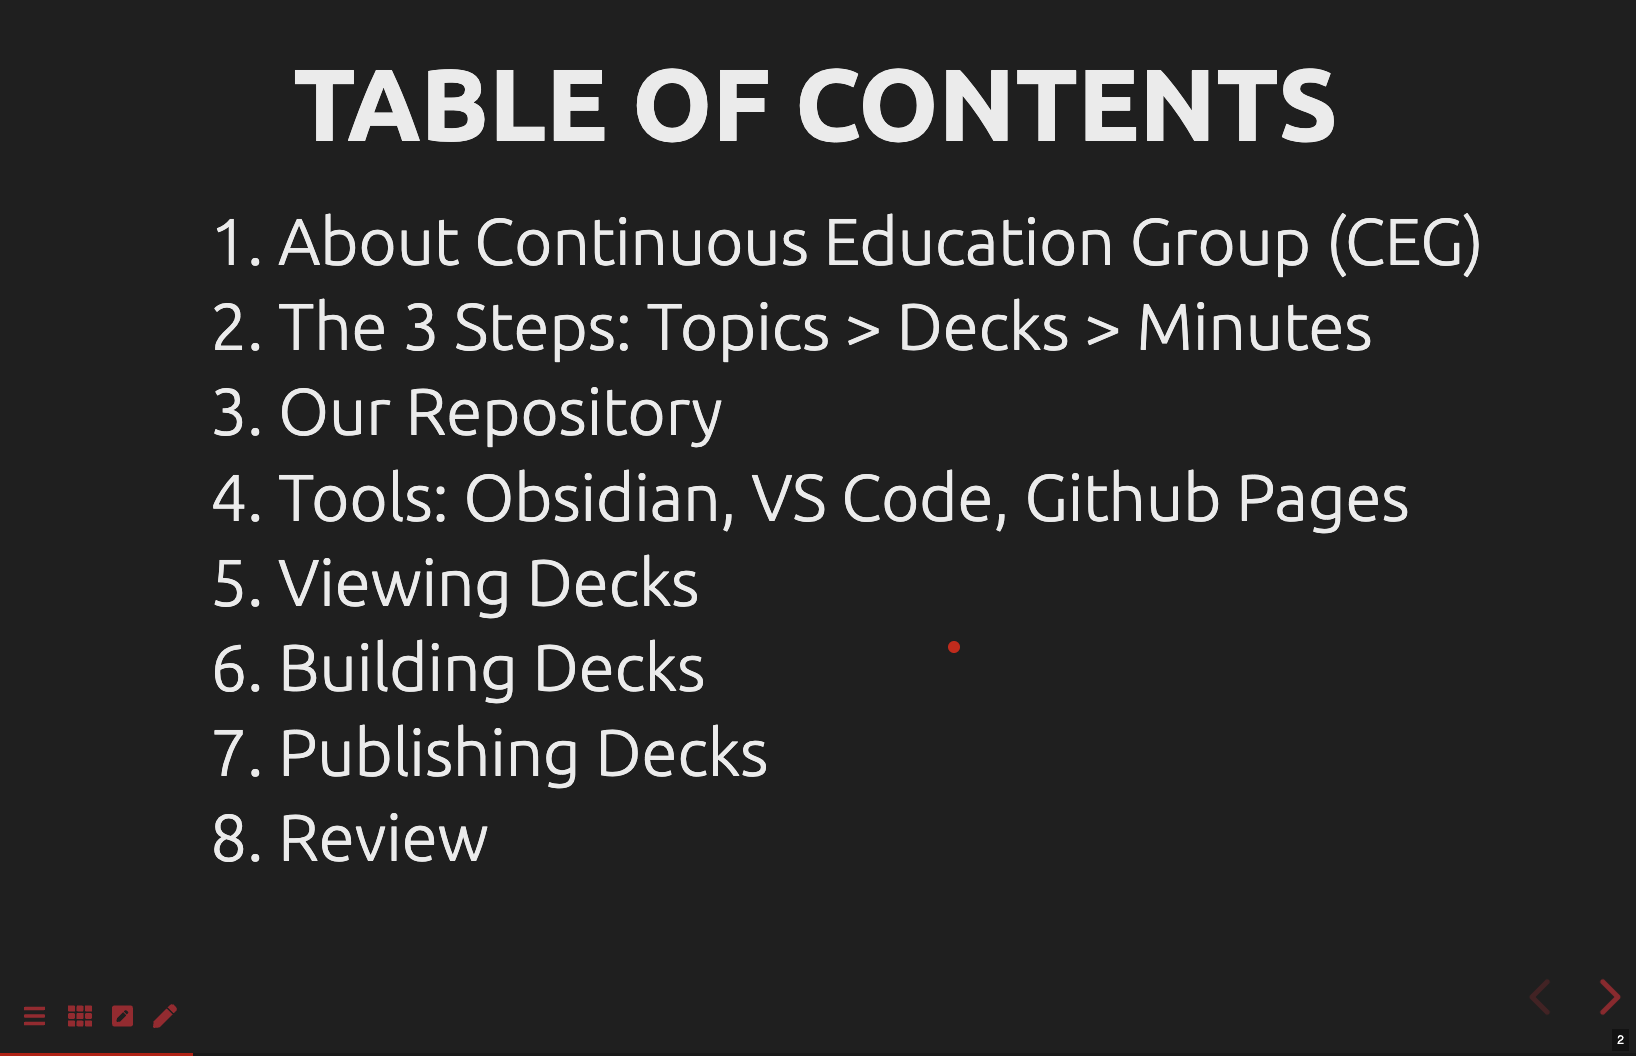 TABLE OF CONTENTS
1. About Continuous Education Group (CEG)
2. The 3 Steps: Topics > Decks > Minutes
3. Our Repository
4. Tools: Obsidian, VS Code, Github Pages
5. Viewing Decks
6. Building Decks
7. Publishing Decks
8. Review
2